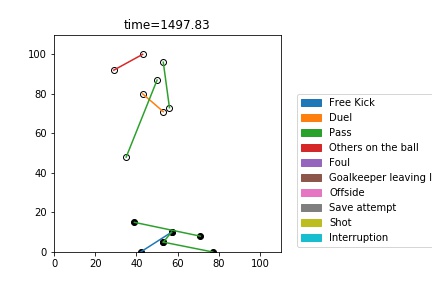 time=1497.83
100
80
60
40
20
0
0 20 40 60 80 100
Free Kick
Duel
Pass
Others on the ball
Foul
Goalkeeper leaving l
Offside
Save attempt
Shot
Interruption